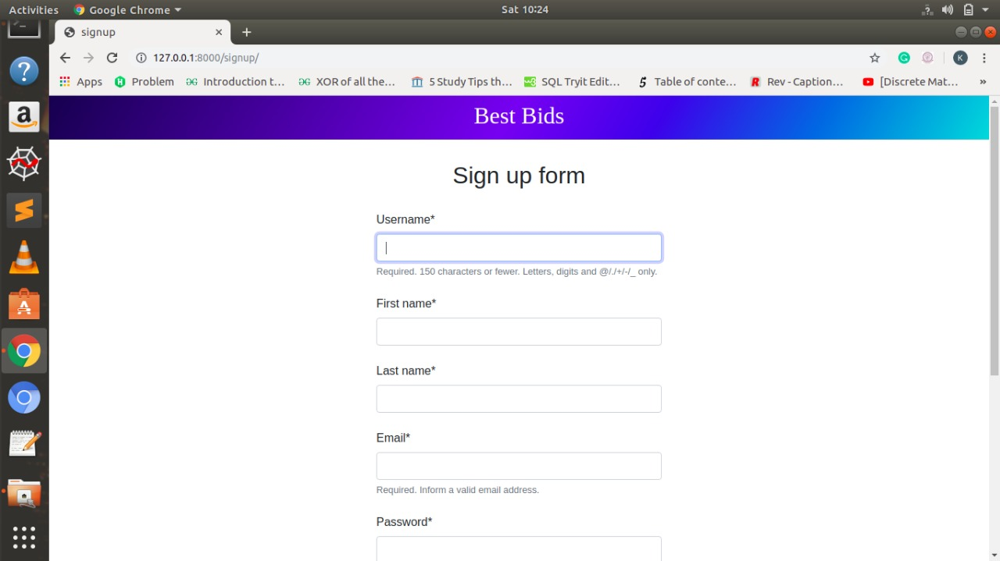 Activities Google Chrome Sat 10:24
signup
127.0.0.1:8000/signup/ K
Apps Problem Introduction t... XOR of all the... 5 Study Tips th... SQL Tryit Edit... Table of conte... Rev - Caption... [Discrete Mat... »
Best Bids
Sign up form
Username*
Required. 150 characters or fewer. Letters, digits and @/./+/-/_ only.
First name*
Last name*
Email*
Required. Inform a valid email address.
Password*